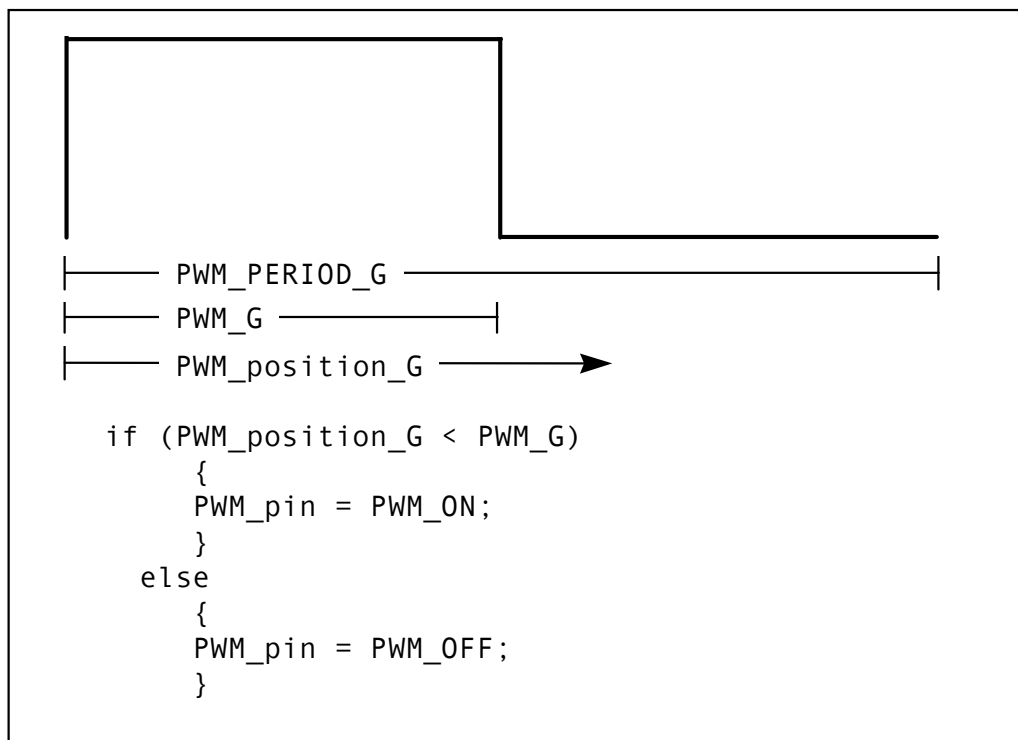 PWM_PERIOD_G
PWM_G
PWM_position_G
if (PWM_position_G < PWM_G)
{
PWM_pin = PWM_ON;
}
else
{
PWM_pin = PWM_OFF;
}